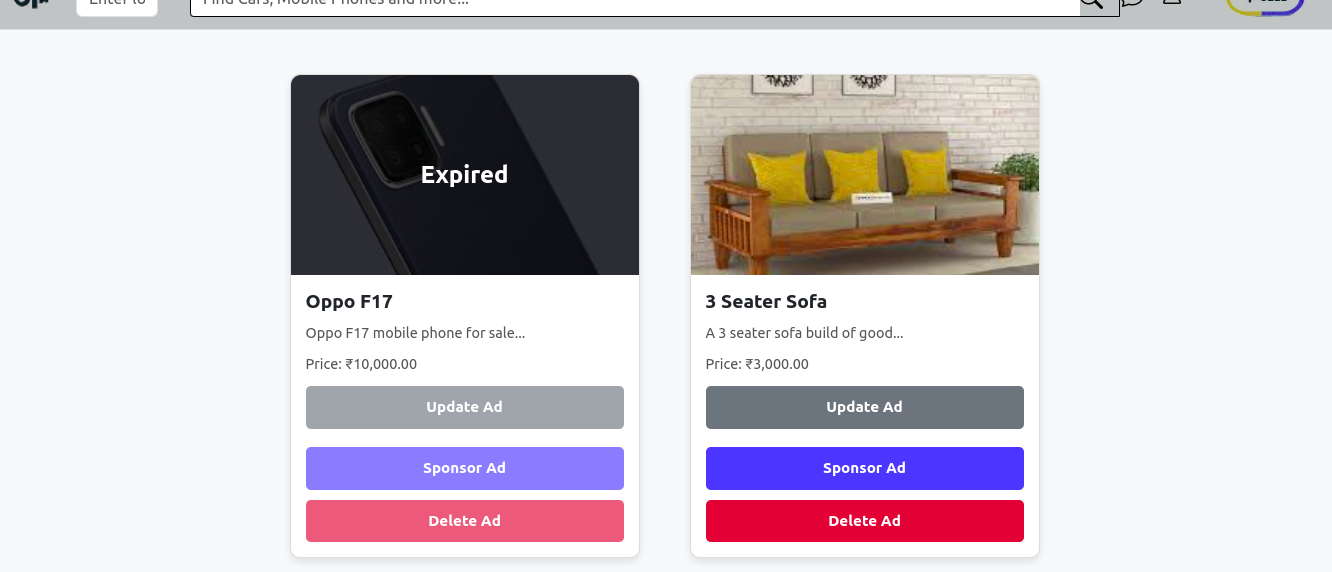 Find Cars, Mobile Phones and more...
Expired
Oppo F17
Oppo F17 mobile phone for sale...
Price: ₹10,000.00
Update Ad
Sponsor Ad
Delete Ad
3 Seater Sofa
A 3 seater sofa build of good...
Price: ₹3,000.00
Update Ad
Sponsor Ad
Delete Ad